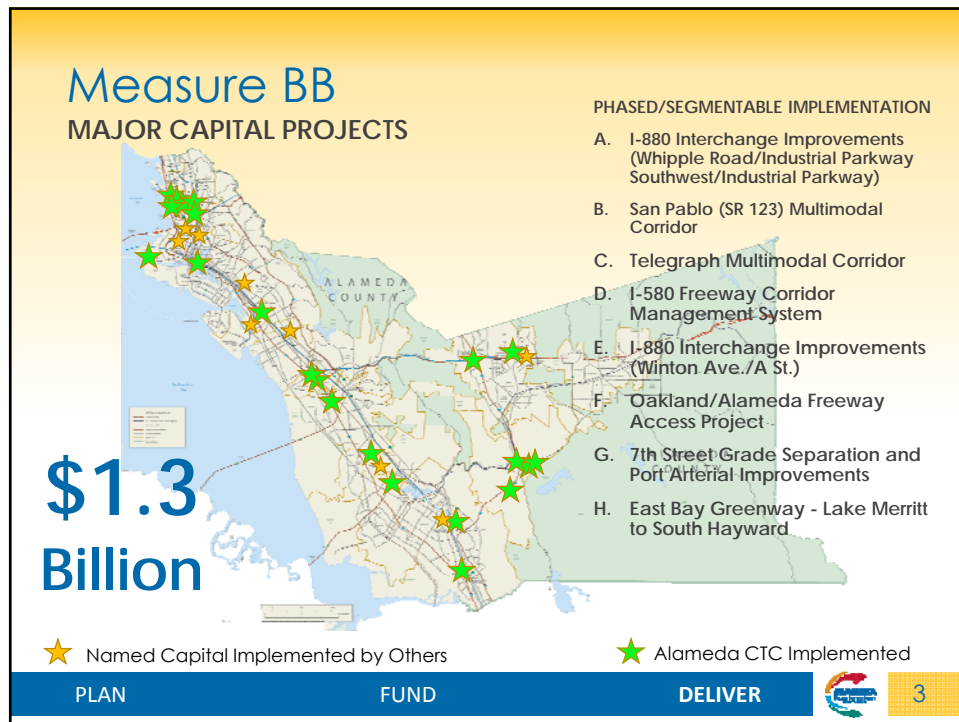 Measure BB
MAJOR CAPITAL PROJECTS
PHASED/SEGMENTABLE IMPLEMENTATION
A. I-880 Interchange Improvements
(Whipple Road/Industrial Parkway
Southwest/Industrial Parkway)
B. San Pablo (SR 123) Multimodal
Corridor
C. Telegraph Multimodal Corridor
D. I-580 Freeway Corridor
Management System
E. I-880 Interchange Improvements
(Winton Ave./A St.)
F. Oakland/Alameda Freeway
Access Project
G. 7th Street Grade Separation and
Port Arterial Improvements
H. East Bay Greenway - Lake Merritt
to South Hayward
ALAMEDA
COUNTY
$1.3
Billion
Named Capital Implemented by Others
Alameda CTC Implemented
PLAN
FUND
DELIVER
3